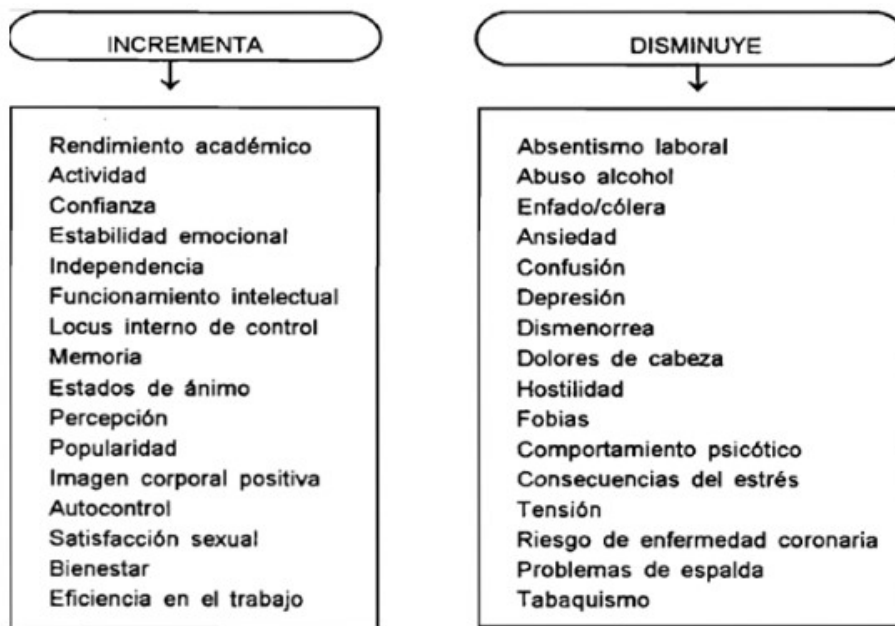 INCREMENTA
Rendimiento académico
Actividad
Confianza
Estabilidad emocional
Independencia
Funcionamiento intelectual
Locus interno de control
Memoria
Estados de ánimo
Percepción
Popularidad
Imagen corporal positiva
Autocontrol
Satisfacción sexual
Bienestar
Eficiencia en el trabajo
DISMINUYE
Absentismo laboral
Abuso alcohol
Enfado/cólera
Ansiedad
Confusión
Depresión
Dismenorrea
Dolores de cabeza
Hostilidad
Fobias
Comportamiento psicótico
Consecuencias del estrés
Tensión
Riesgo de enfermedad coronaria
Problemas de espalda
Tabaquismo